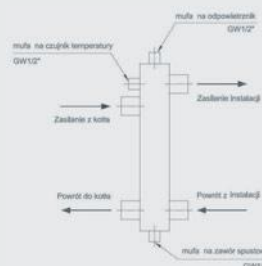 mufa na odpowietrznik
GW1/2"
mufa na czujnik temperatury
GW1/2"
Zasilanie instalacji
Zasilanie z kotła
Powrót do kotła
Powrót z instalacji
mufa na zawór